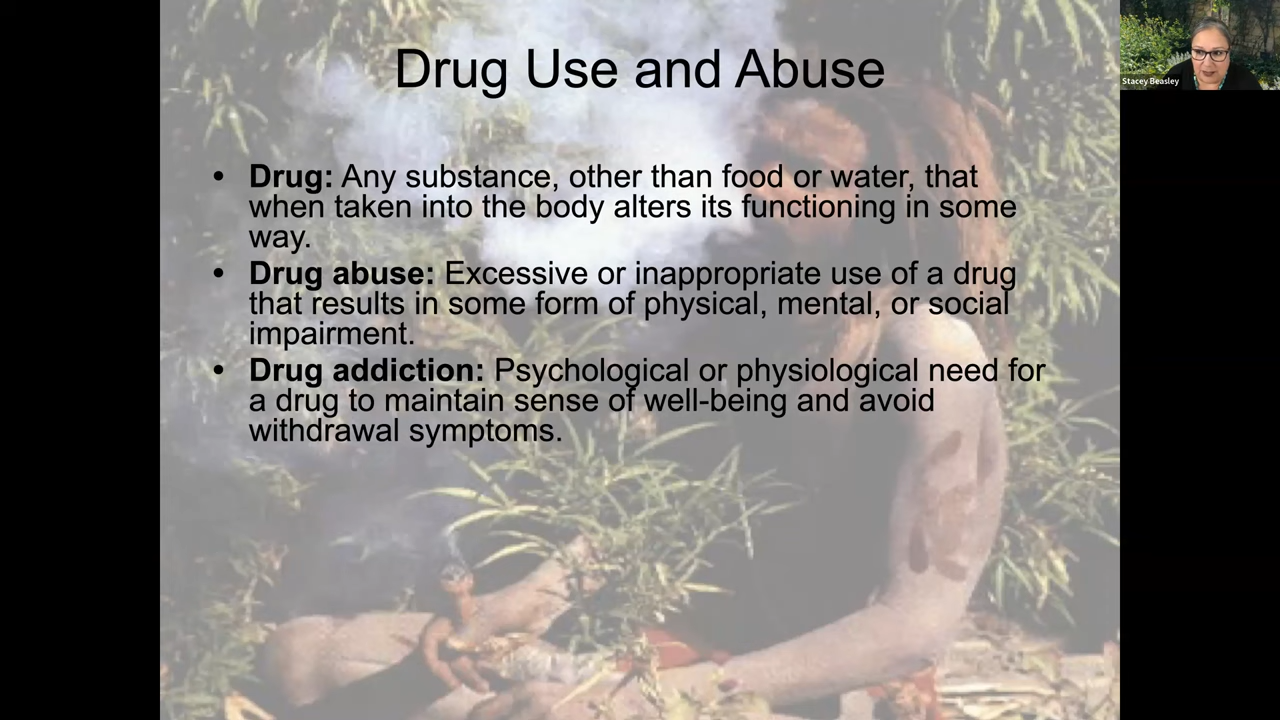 Drug Use and Abuse
Stacey Beasley
• Drug: Any substance, other than food or water, that
when taken into the body alters its functioning in some
way.
• Drug abuse: Excessive or inappropriate use of a drug
that results in some form of physical, mental, or social
impairment.
• Drug addiction: Psychological or physiological need for
a drug to maintain sense of well-being and avoid
withdrawal symptoms.